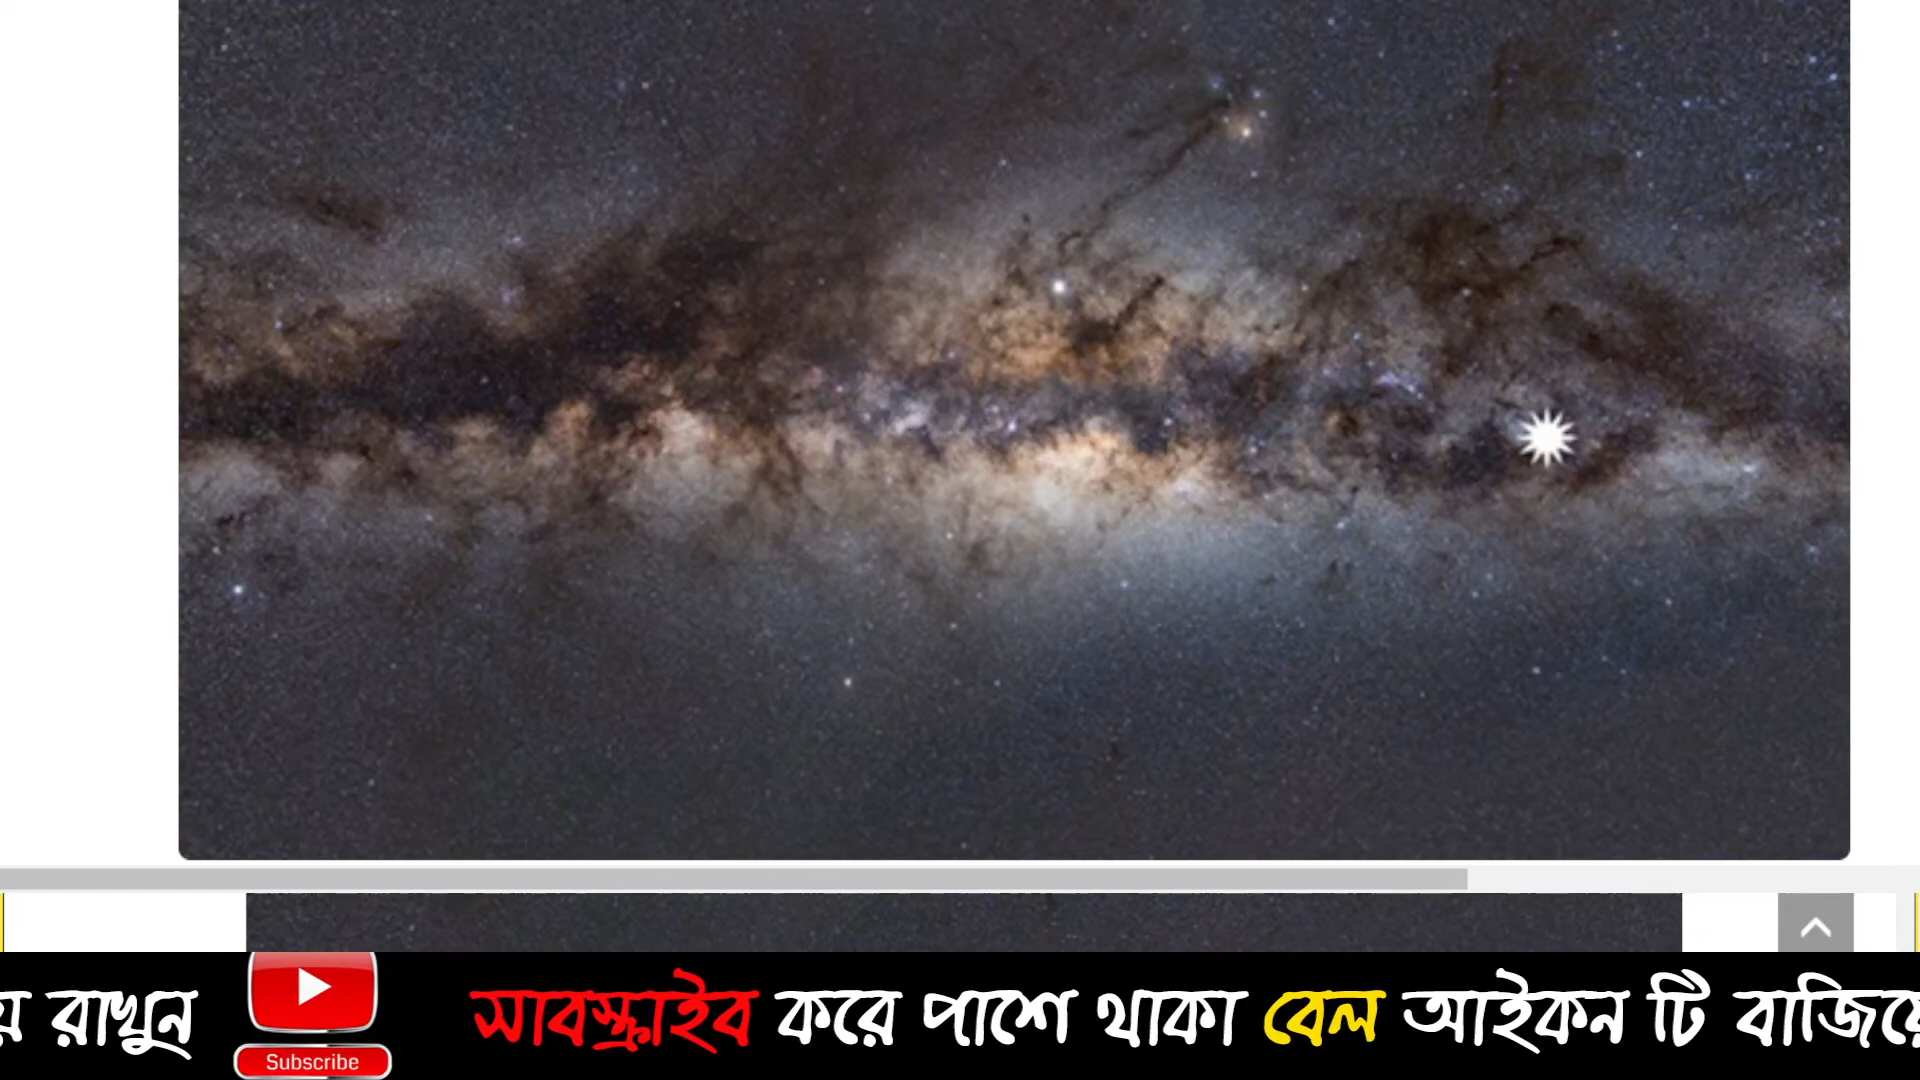 রাখুন
Subscribe
সাবস্ক্রাইব করে পাশে থাকা বেল আইকন টি